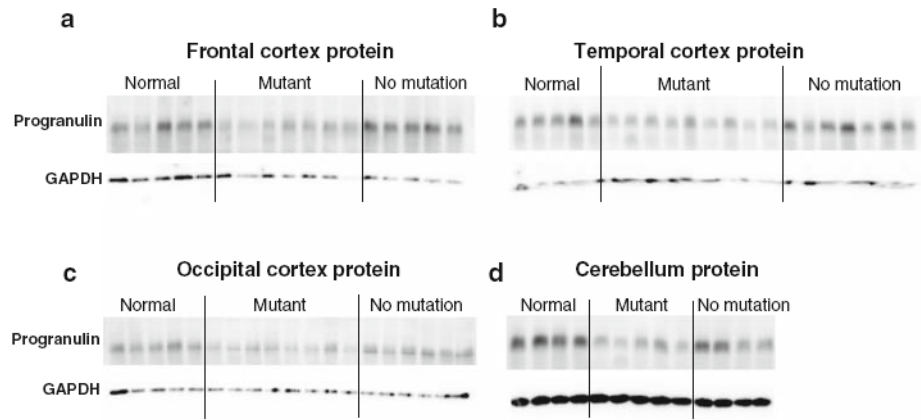 a
Frontal cortex protein
Normal Mutant No mutation
Progranulin
GAPDH
b
Temporal cortex protein
Normal Mutant No mutation
c
Occipital cortex protein
Normal Mutant No mutation
Progranulin
GAPDH
d
Cerebellum protein
Normal Mutant No mutation